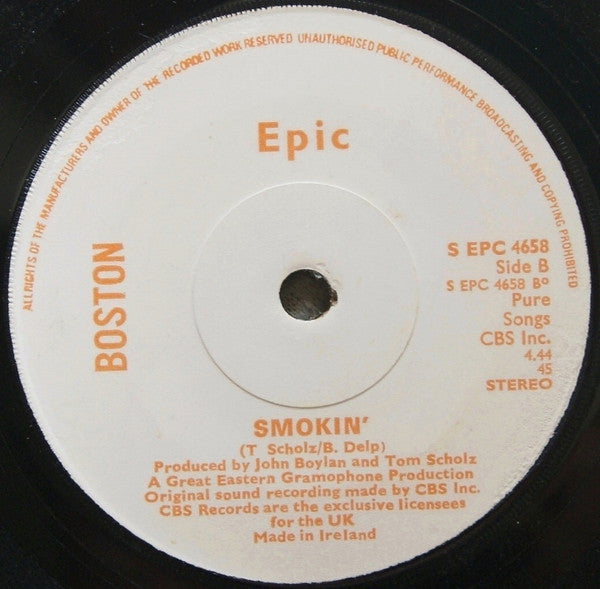 ALL RIGHTS OF THE MANUFACTURERS AND OWNER OF THE RECORDED WORK RESERVED UNAUTHORISED PUBLIC PERFORMANCE BROADCASTING AND COPYING PROHIBITED
Epic
BOSTON
S EPC 4658
Side B
S EPC 4658 B°
Pure
Songs
CBS Inc.
4.44
45
STEREO
SMOKIN'
(T Scholz/B. Delp)
Produced by John Boylan and Tom Scholz
A Great Eastern Gramophone Production
Original sound recording made by CBS Inc.
CBS Records are the exclusive licensees
for the UK
Made in Ireland